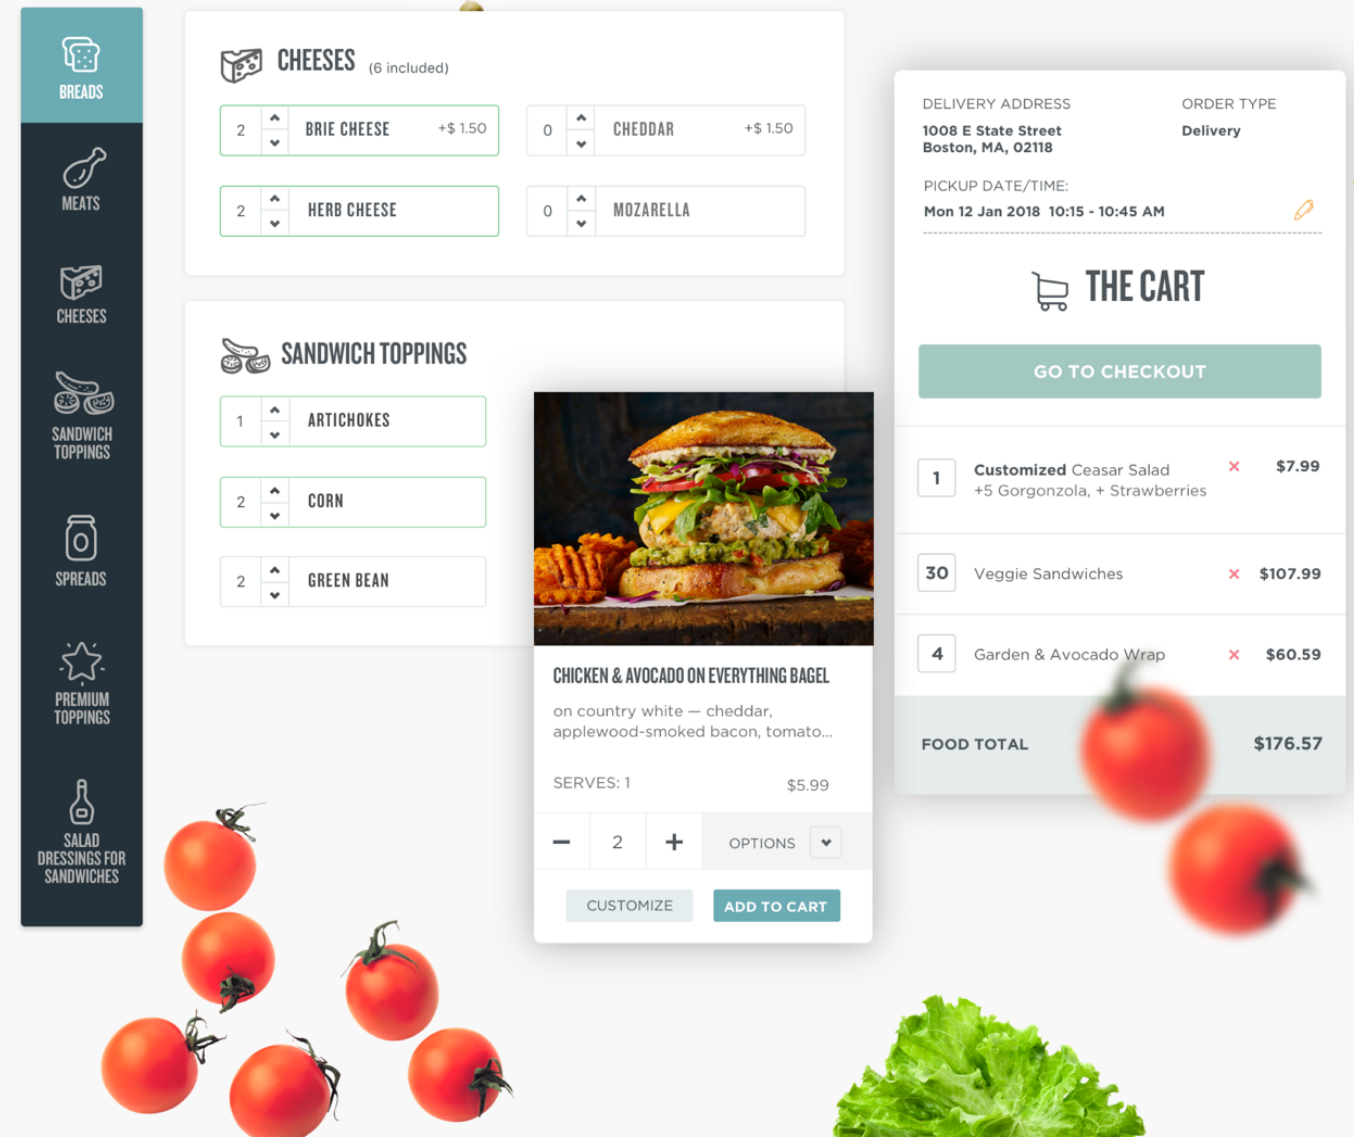 BREADS
MEATS
CHEESES
SANDWICH
TOPPINGS
SPREADS
PREMIUM
TOPPINGS
SALAD
DRESSINGS FOR
SANDWICHES
CHEESES (6 included)
2 BRIE CHEESE +$ 1.50
0 CHEDDAR +$ 1.50
2 HERB CHEESE
0 MOZARELLA
SANDWICH TOPPINGS
1 ARTICHOKES
2 CORN
2 GREEN BEAN
CHICKEN & AVOCADO ON EVERYTHING BAGEL
on country white — cheddar,
applewood-smoked bacon, tomato...
SERVES: 1 $5.99
2 OPTIONS
CUSTOMIZE ADD TO CART
DELIVERY ADDRESS
1008 E State Street
Boston, MA, 02118
ORDER TYPE
Delivery
PICKUP DATE/TIME:
Mon 12 Jan 2018 10:15 - 10:45 AM
THE CART
GO TO CHECKOUT
1 Customized Ceasar Salad $7.99
+5 Gorgonzola, + Strawberries
30 Veggie Sandwiches $107.99
4 Garden & Avocado Wrap $60.59
FOOD TOTAL $176.57